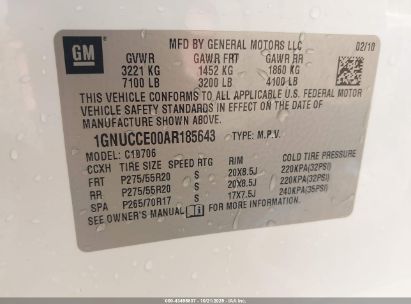 GM
MFD BY GENERAL MOTORS LLC 02/10
GVWR GAWR FRT GAWR RR
3221 KG 1452 KG 1860 KG
7100 LB 3200 LB 4100 LB
THIS VEHICLE CONFORMS TO ALL APPLICABLE U.S. FEDERAL MOTOR
VEHICLE SAFETY STANDARDS IN EFFECT ON THE DATE OF
MANUFACTURE SHOWN ABOVE.
1GNUCCE00AR185643 TYPE: M.P.V.
MODEL: C10706
CCXH TIRE SIZE SPEED RTG RIM COLD TIRE PRESSURE
FRT P275/55R20 S 20X8.5J 220KPA(32PSI)
RR P275/55R20 S 20X8.5J 220KPA(32PSI)
SPA P265/70R17 S 17X7.5J 240KPA(35PSI)
SEE OWNER'S MANUAL FOR MORE INFORMATION.